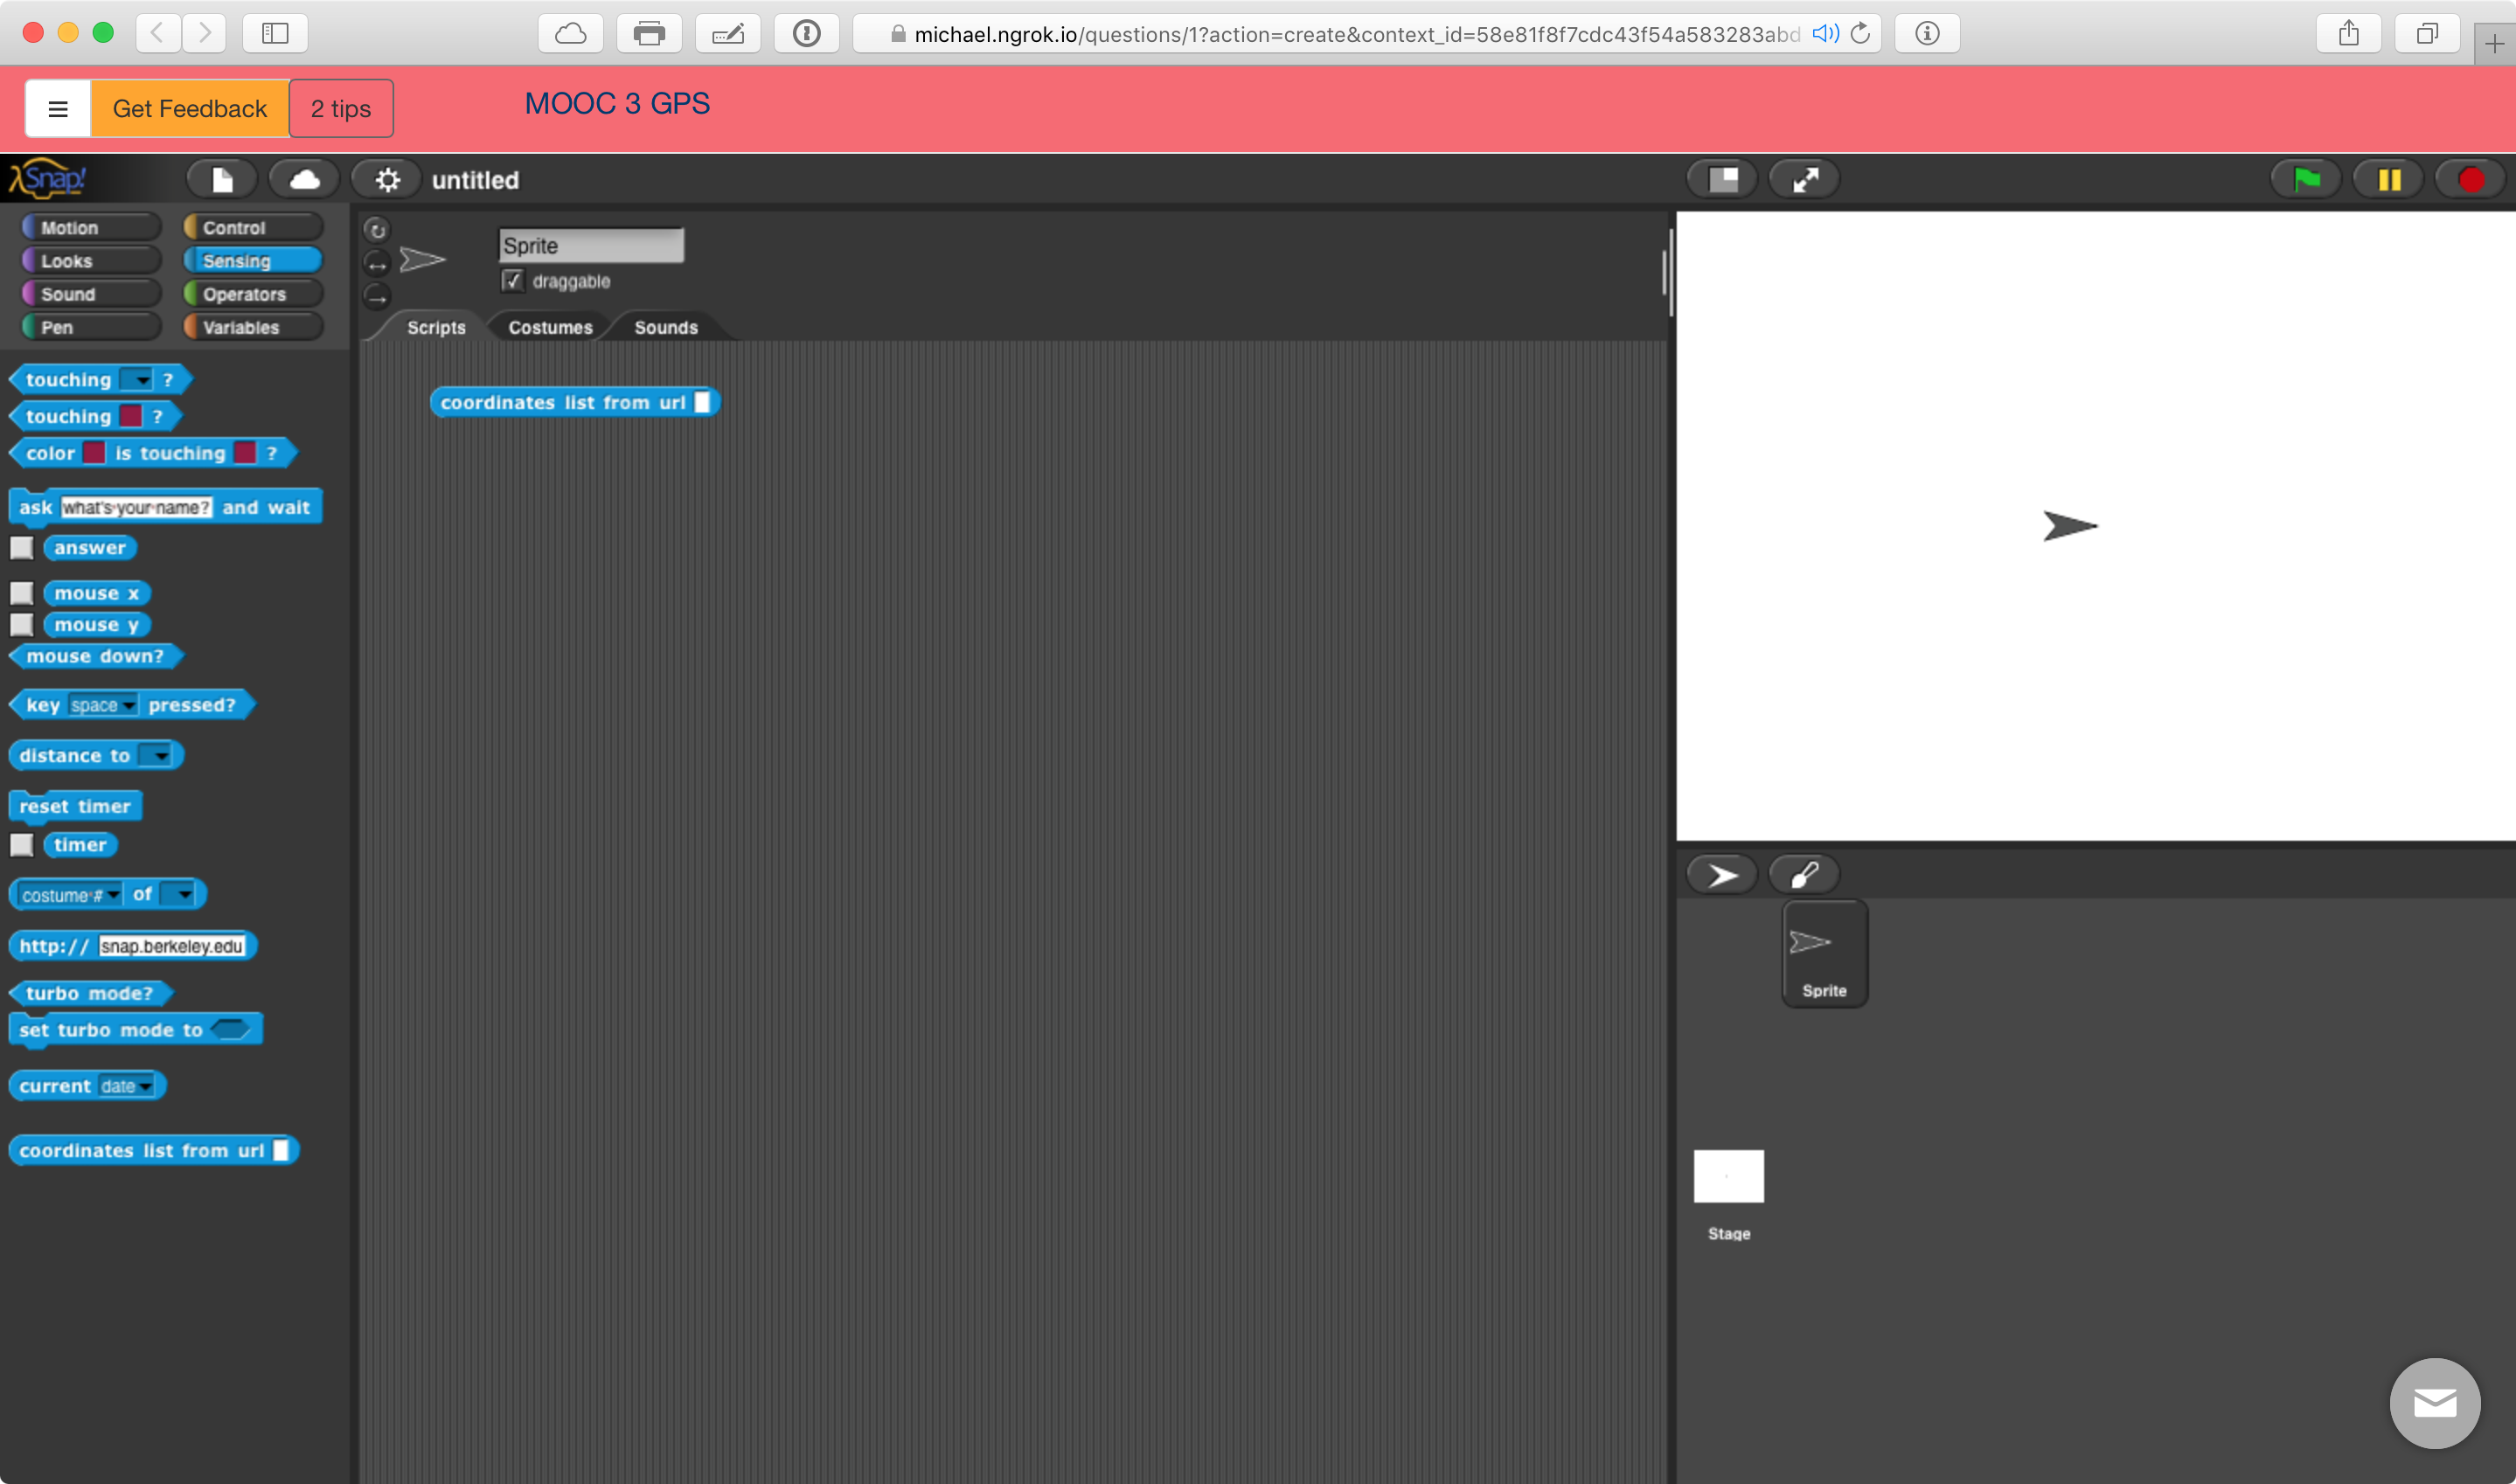 michael.ngrok.io/questions/1?action=create&context_id=58e81f8f7cdc43f54a583283abd
Get Feedback
2 tips
MOOC 3 GPS
λSnap!
untitled
Motion
Control
Looks
Sensing
Sound
Operators
Pen
Variables
Sprite
draggable
Scripts
Costumes
Sounds
coordinates list from url
touching ?
touching ?
color is touching ?
ask what's your name? and wait
answer
mouse x
mouse y
mouse down?
key space pressed?
distance to
reset timer
timer
costume # of
http:// snap.berkeley.edu
turbo mode?
set turbo mode to
current date
coordinates list from url
Sprite
Stage